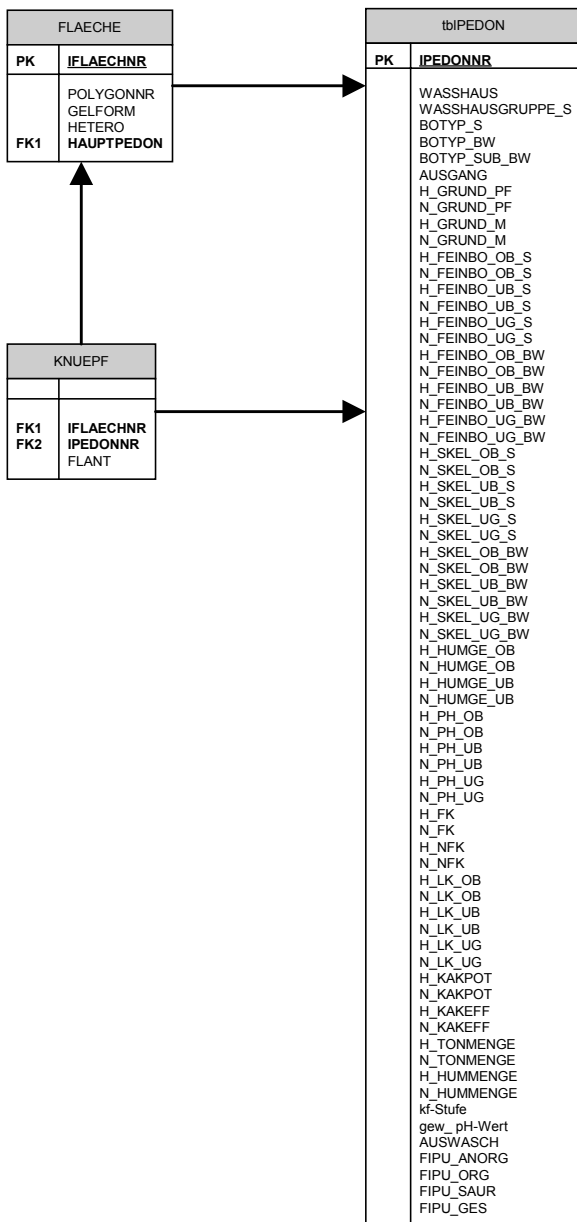 FLAECHE
PK IFLAECHNR
POLYGONNR
GELFORM
HETERO
FK1 HAUPTPEDON
KNUEPF
FK1 IFLAECHNR
FK2 IPEDONNR
FLANT
tblPEDON
PK IPEDONNR
WASSHAUS
WASSHAUSGRUPPE_S
BOTYP_S
BOTYP_BW
BOTYP_SUB_BW
AUSGANG
H_GRUND_PF
N_GRUND_PF
H_GRUND_M
N_GRUND_M
H_FEINBO_OB_S
N_FEINBO_OB_S
H_FEINBO_UB_S
N_FEINBO_UB_S
H_FEINBO_UG_S
N_FEINBO_UG_S
H_FEINBO_OB_BW
N_FEINBO_OB_BW
H_FEINBO_UB_BW
N_FEINBO_UB_BW
H_FEINBO_UG_BW
N_FEINBO_UG_BW
H_SKEL_OB_S
N_SKEL_OB_S
H_SKEL_UB_S
N_SKEL_UB_S
H_SKEL_UG_S
N_SKEL_UG_S
H_SKEL_OB_BW
N_SKEL_OB_BW
H_SKEL_UB_BW
N_SKEL_UB_BW
H_SKEL_UG_BW
N_SKEL_UG_BW
H_HUMGE_OB
N_HUMGE_OB
H_HUMGE_UB
N_HUMGE_UB
H_PH_OB
N_PH_OB
H_PH_UB
N_PH_UB
H_PH_UG
N_PH_UG
H_FK
N_FK
H_NFK
N_NFK
H_LK_OB
N_LK_OB
H_LK_UB
N_LK_UB
H_LK_UG
N_LK_UG
H_KAKPOT
N_KAKPOT
H_KAKEFF
N_KAKEFF
H_TONMENGE
N_TONMENGE
H_HUMMENGE
N_HUMMENGE
kf-Stufe
gew_ pH-Wert
AUSWASCH
FIPU_ANORG
FIPU_ORG
FIPU_SAUR
FIPU_GES